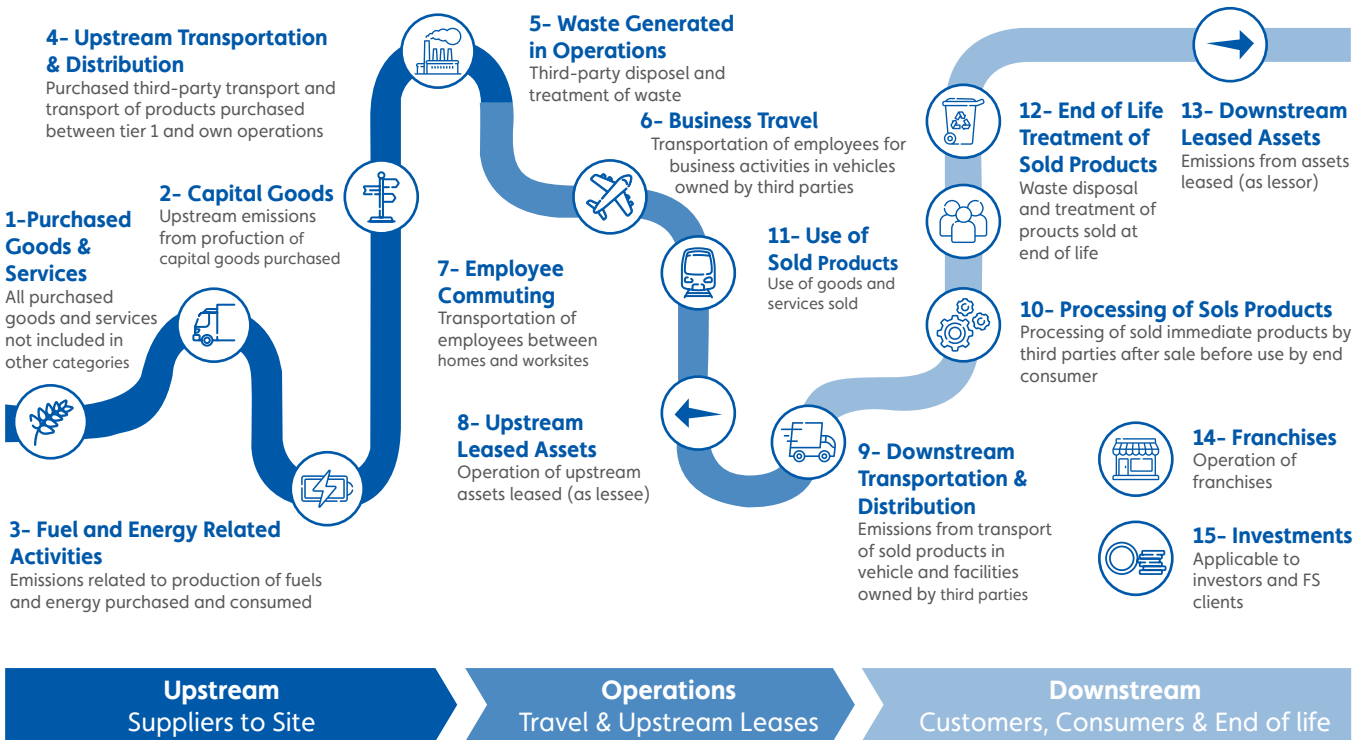 4- Upstream Transportation
& Distribution
Purchased third-party transport and
transport of products purchased
between tier 1 and own operations
5- Waste Generated
in Operations
Third-party disposel and
treatment of waste
6- Business Travel
Transportation of employees for
business activities in vehicles
owned by third parties
12- End of Life
Treatment of
Sold Products
Waste disposal
and treatment of
proucts sold at
end of life
13- Downstream
Leased Assets
Emissions from assets
leased (as lessor)
1-Purchased
Goods &
Services
All purchased
goods and services
not included in
other categories
2- Capital Goods
Upstream emissions
from profuction of
capital goods purchased
7- Employee
Commuting
Transportation of
employees between
homes and worksites
11- Use of
Sold Products
Use of goods and
services sold
10- Processing of Sols Products
Processing of sold immediate products by
third parties after sale before use by end
consumer
8- Upstream
Leased Assets
Operation of upstream
assets leased (as lessee)
9- Downstream
Transportation &
Distribution
Emissions from transport
of sold products in
vehicle and facilities
owned by third parties
14- Franchises
Operation of
franchises
15- Investments
Applicable to
investors and FS
clients
3- Fuel and Energy Related
Activities
Emissions related to production of fuels
and energy purchased and consumed
Upstream
Suppliers to Site
Operations
Travel & Upstream Leases
Downstream
Customers, Consumers & End of life